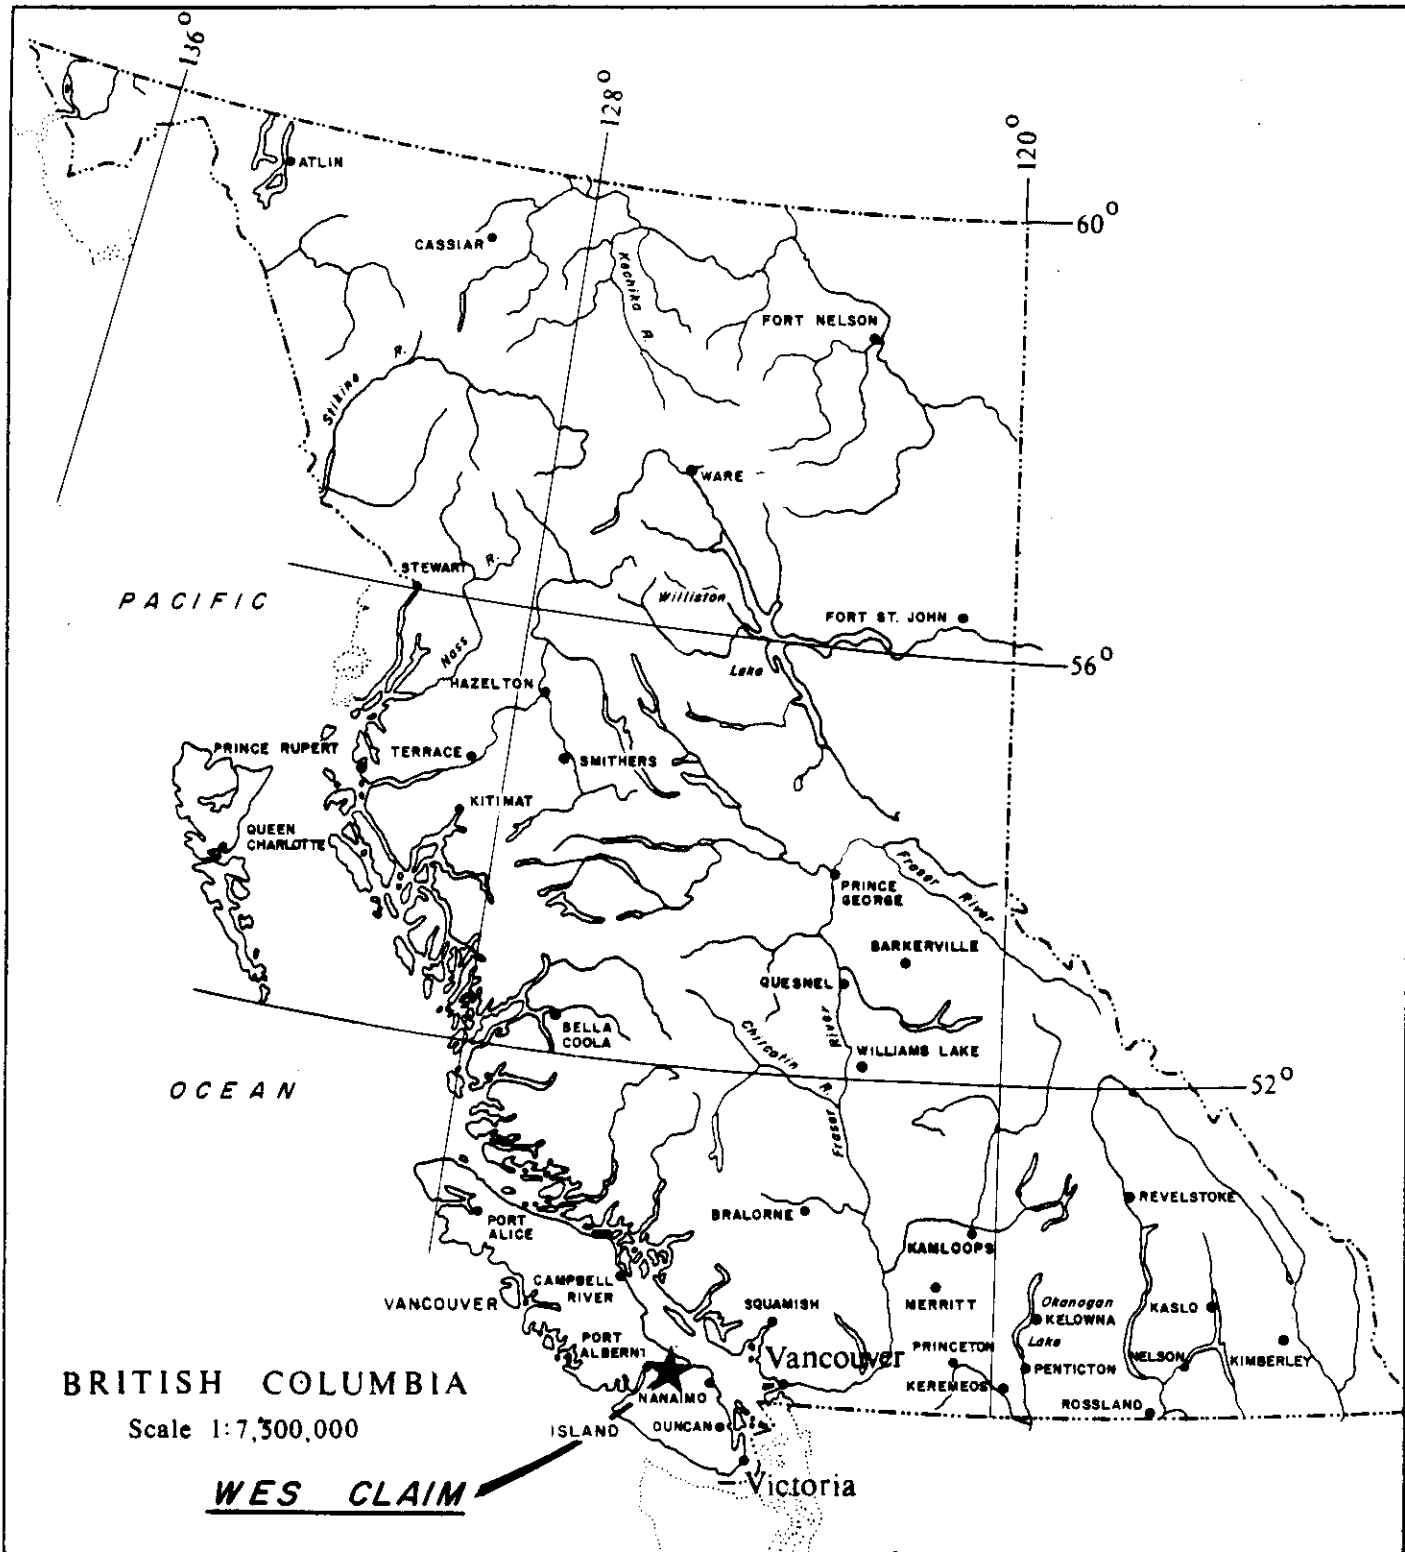 136°
128°
120°
ATLIN
60°
CASSIAR
Kechika R.
FORT NELSON
Stikine R.
WARE
STEWART
R.
PACIFIC
Williston
FORT ST. JOHN
Nass
Lake
56°
HAZELTON
PRINCE RUPERT
TERRACE
SMITHERS
KITIMAT
QUEEN
CHARLOTTE
Fraser River
PRINCE
GEORGE
BARKERVILLE
QUESNEL
BELLA
COOLA
Chilcotin R.
Fraser River
WILLIAMS LAKE
OCEAN
52°
REVELSTOKE
PORT
ALICE
BRALORNE
KAMLOOPS
CAMPBELL
RIVER
VANCOUVER
SQUAMISH
MERRITT
Okanogan
KELOWNA
KASLO
Lake
PORT
ALBERNI
Vancouver
PRINCETON
PENTICTON
NELSON
KIMBERLEY
BRITISH COLUMBIA
NANAIMO
KEREMEOS
ROSSLAND
Scale 1:7,500,000
ISLAND
DUNCAN
WES CLAIM
Victoria